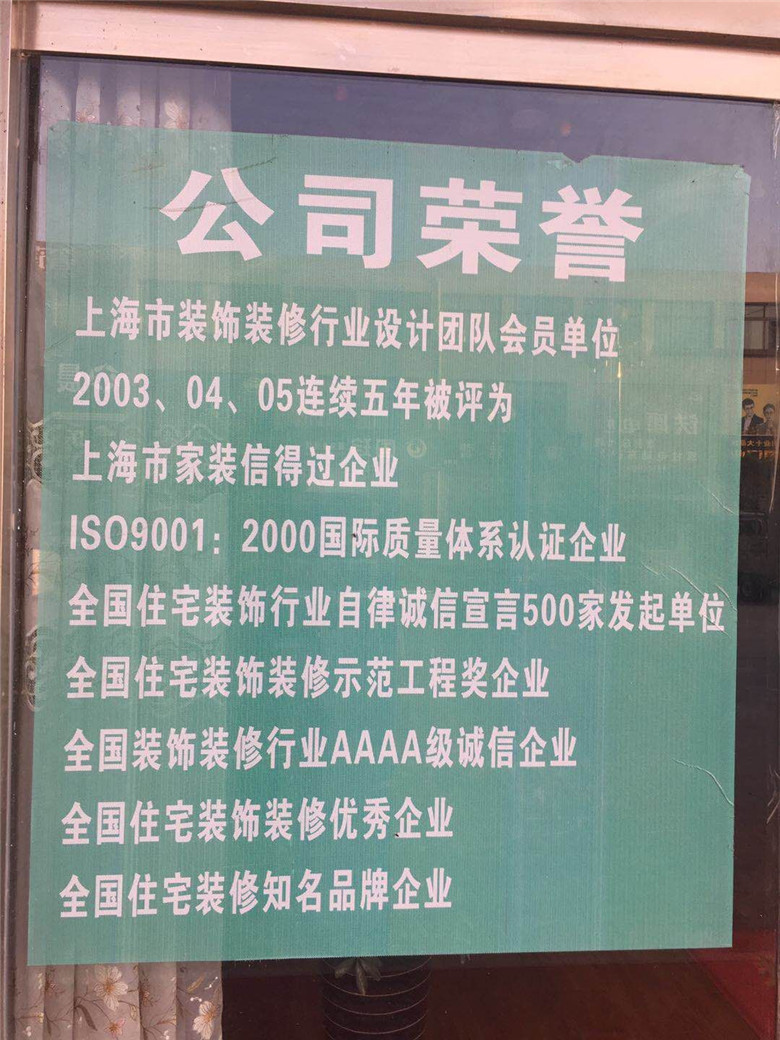 公司荣誉
上海市装饰装修行业设计团队会员单位
2003、04、05连续五年被评为
上海市家装信得过企业
ISO9001：2000国际质量体系认证企业
全国住宅装饰行业自律诚信宣言500家发起单位
全国住宅装饰装修示范工程奖企业
全国装饰装修行业AAAA级诚信企业
全国住宅装饰装修优秀企业
全国住宅装修知名品牌企业